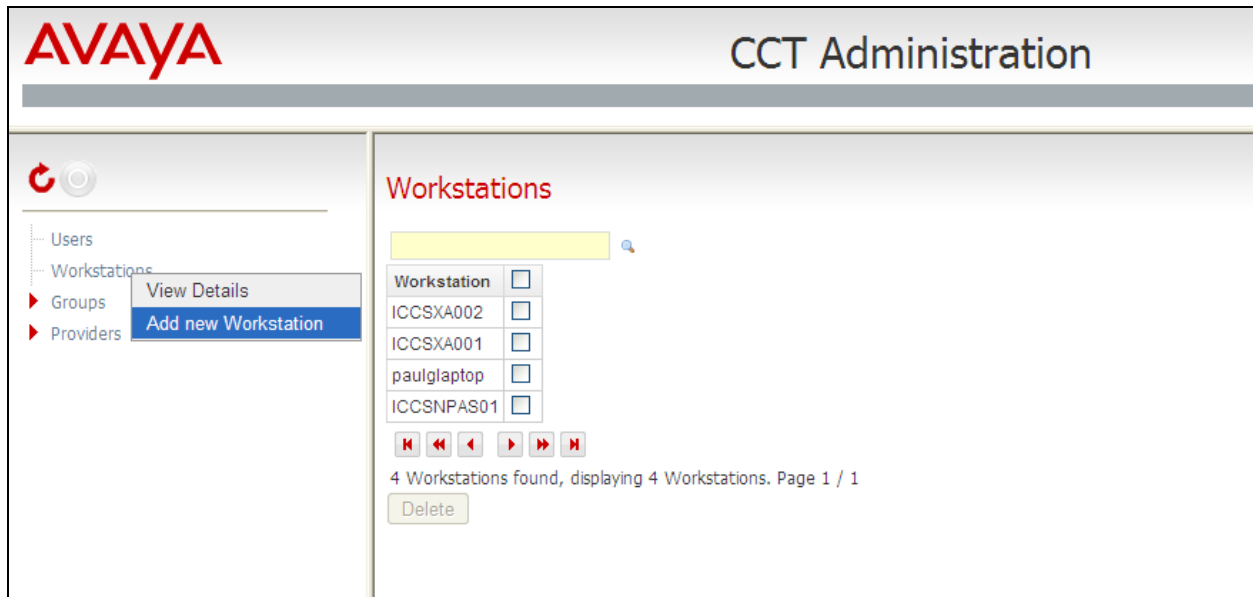 AVAYA
CCT Administration
Users
Workstations
Groups
Providers
View Details
Add new Workstation
Workstations
Workstation
ICCSXA002
ICCSXA001
paulglaptop
ICCSNPAS01
4 Workstations found, displaying 4 Workstations. Page 1 / 1
Delete